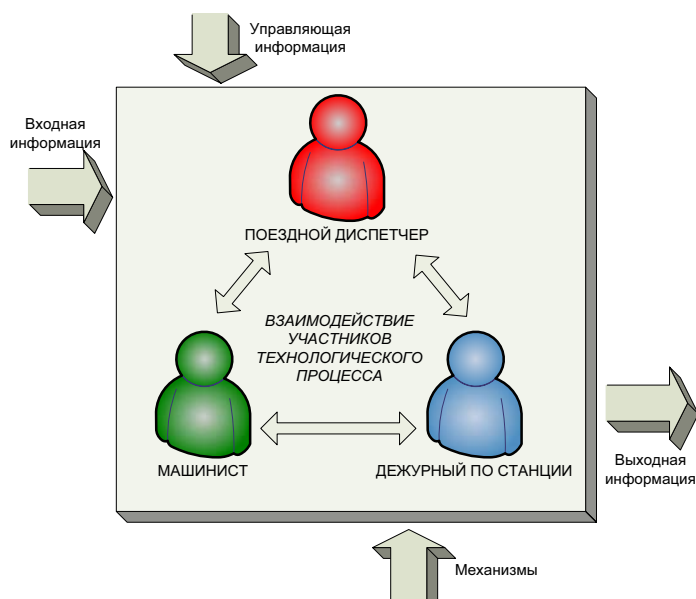 Управляющая
информация
Входная
информация
ПОЕЗДНОЙ ДИСПЕТЧЕР
ВЗАИМОДЕЙСТВИЕ
УЧАСТНИКОВ
ТЕХНОЛОГИЧЕСКОГО
ПРОЦЕССА
МАШИНИСТ
ДЕЖУРНЫЙ ПО СТАНЦИИ
Выходная
информация
Механизмы